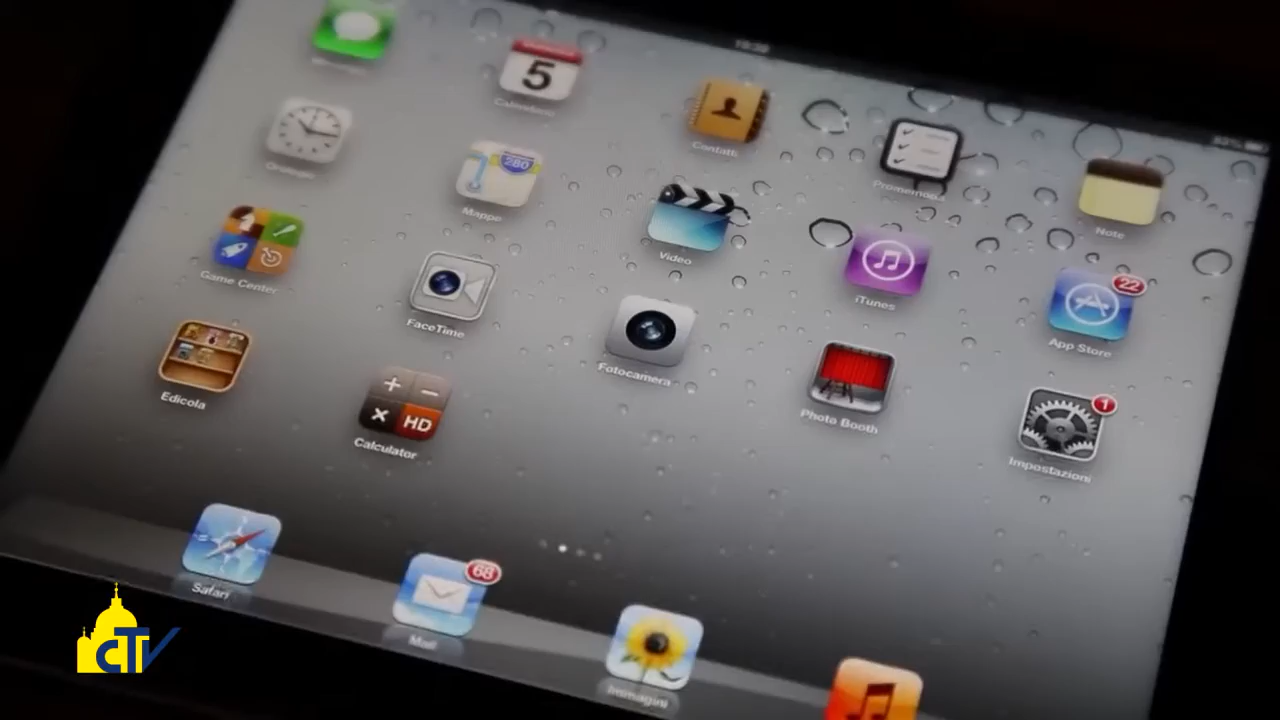 5
Calendario
Contatti
Promemoria
Note
280
Mappe
Video
iTunes
22
App Store
Game Center
FaceTime
Fotocamera
Photo Booth
1
Impostazioni
Edicola
HD
Calculator
Safari
68
Mail
Immagini
CTV